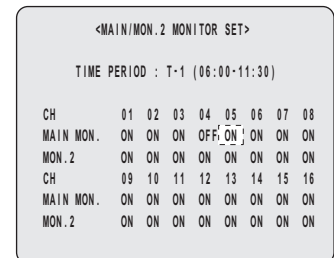 <MAIN/MON.2 MONITOR SET>
TIME PERIOD : T-1 (06:00-11:30)
CH 01 02 03 04 05 06 07 08
MAIN MON. ON ON ON OFF ON ON ON ON
MON.2 ON ON ON ON ON ON ON ON
CH 09 10 11 12 13 14 15 16
MAIN MON. ON ON ON ON ON ON ON ON
MON.2 ON ON ON ON ON ON ON ON